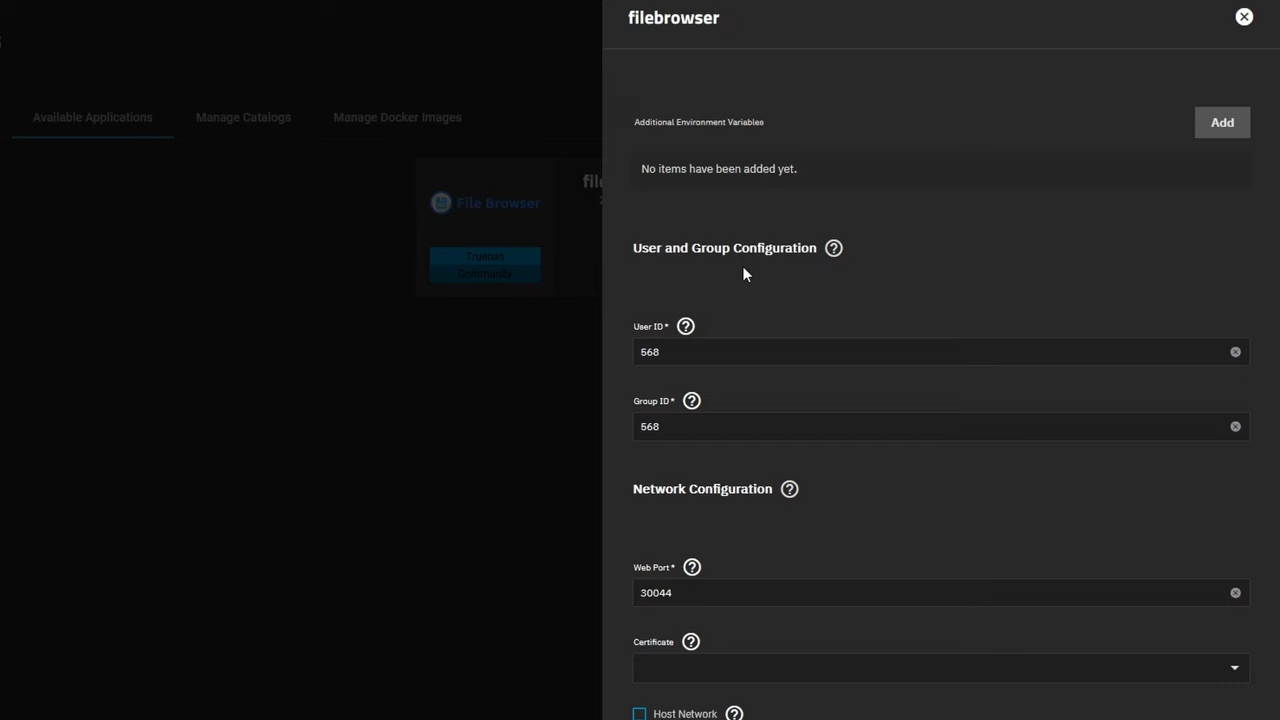 filebrowser
Available Applications
Manage Catalogs
Manage Docker Images
Additional Environment Variables
Add
No items have been added yet.
File Browser
Truenas
Community
User and Group Configuration
User ID *
568
Group ID *
568
Network Configuration
Web Port *
30044
Certificate
Host Network